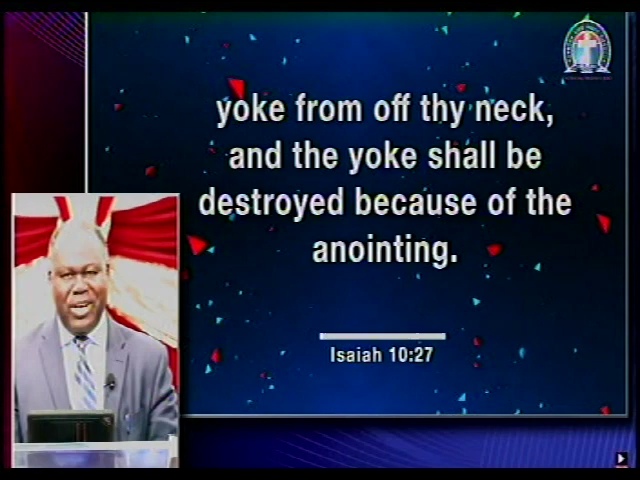 yoke from off thy neck,
and the yoke shall be
destroyed because of the
anointing.
Isaiah 10:27